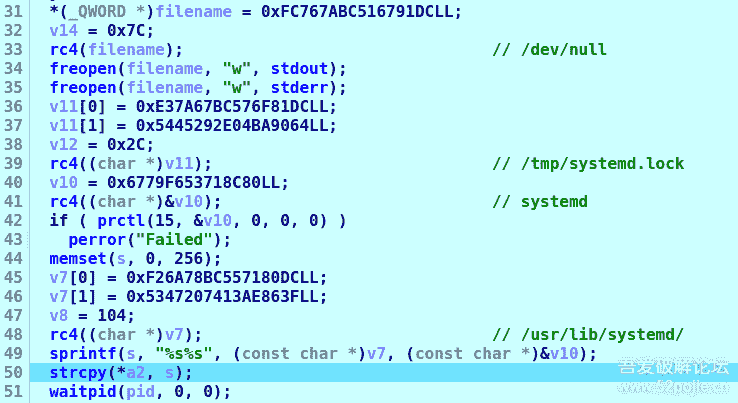 31 *(_QWORD *)filename = 0xFC767ABC516791DCLL;
32 v14 = 0x7C;
33 rc4(filename); // /dev/null
34 freopen(filename, "w", stdout);
35 freopen(filename, "w", stderr);
36 v11[0] = 0xE37A67BC576F81DCLL;
37 v11[1] = 0x5445292E04BA9064LL;
38 v12 = 0x2C;
39 rc4((char *)v11); // /tmp/systemd.lock
40 v10 = 0x6779F653718C80LL;
41 rc4((char *)&v10); // systemd
42 if ( prctl(15, &v10, 0, 0, 0) )
43 perror("Failed");
44 memset(s, 0, 256);
45 v7[0] = 0xF26A78BC557180DCLL;
46 v7[1] = 0x5347207413AE863FLL;
47 v8 = 104;
48 rc4((char *)v7); // /usr/lib/systemd/
49 sprintf(s, "%s%s", (const char *)v7, (const char *)&v10);
50 strcpy(*a2, s);
51 waitpid(pid, 0, 0);
吾爱破解论坛
www.52pojie.cn